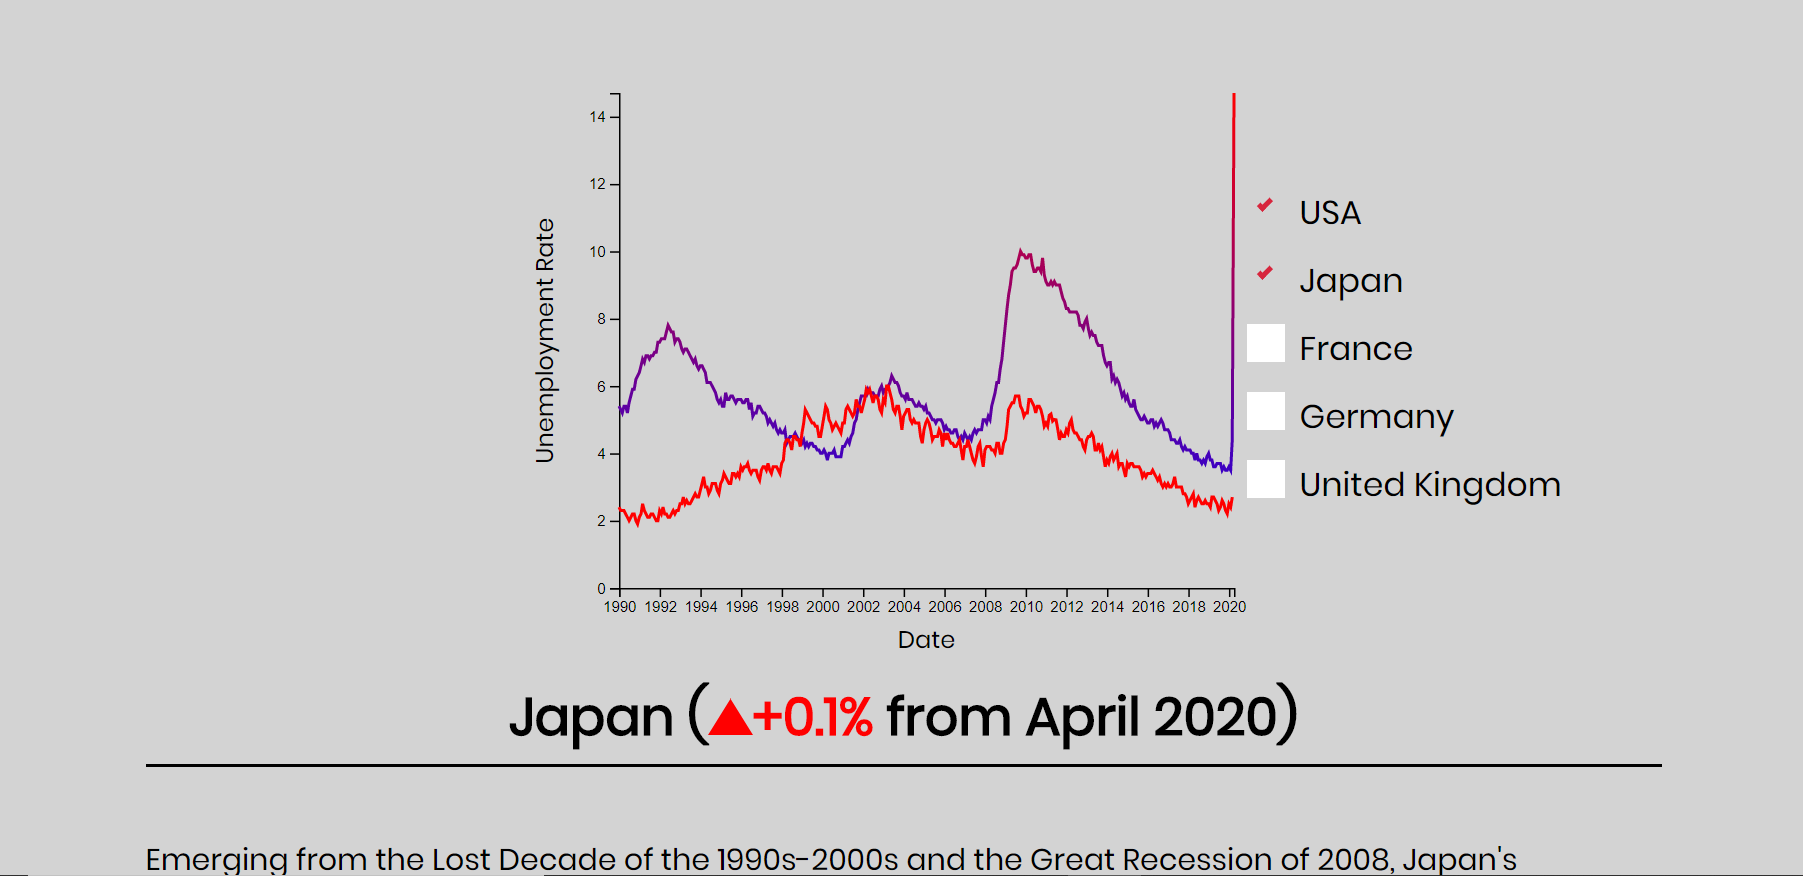 14
12
10
8
6
4
2
0
Unemployment Rate
1990 1992 1994 1996 1998 2000 2002 2004 2006 2008 2010 2012 2014 2016 2018 2020
Date
USA
Japan
France
Germany
United Kingdom
Japan (▲+0.1% from April 2020)
Emerging from the Lost Decade of the 1990s-2000s and the Great Recession of 2008, Japan's